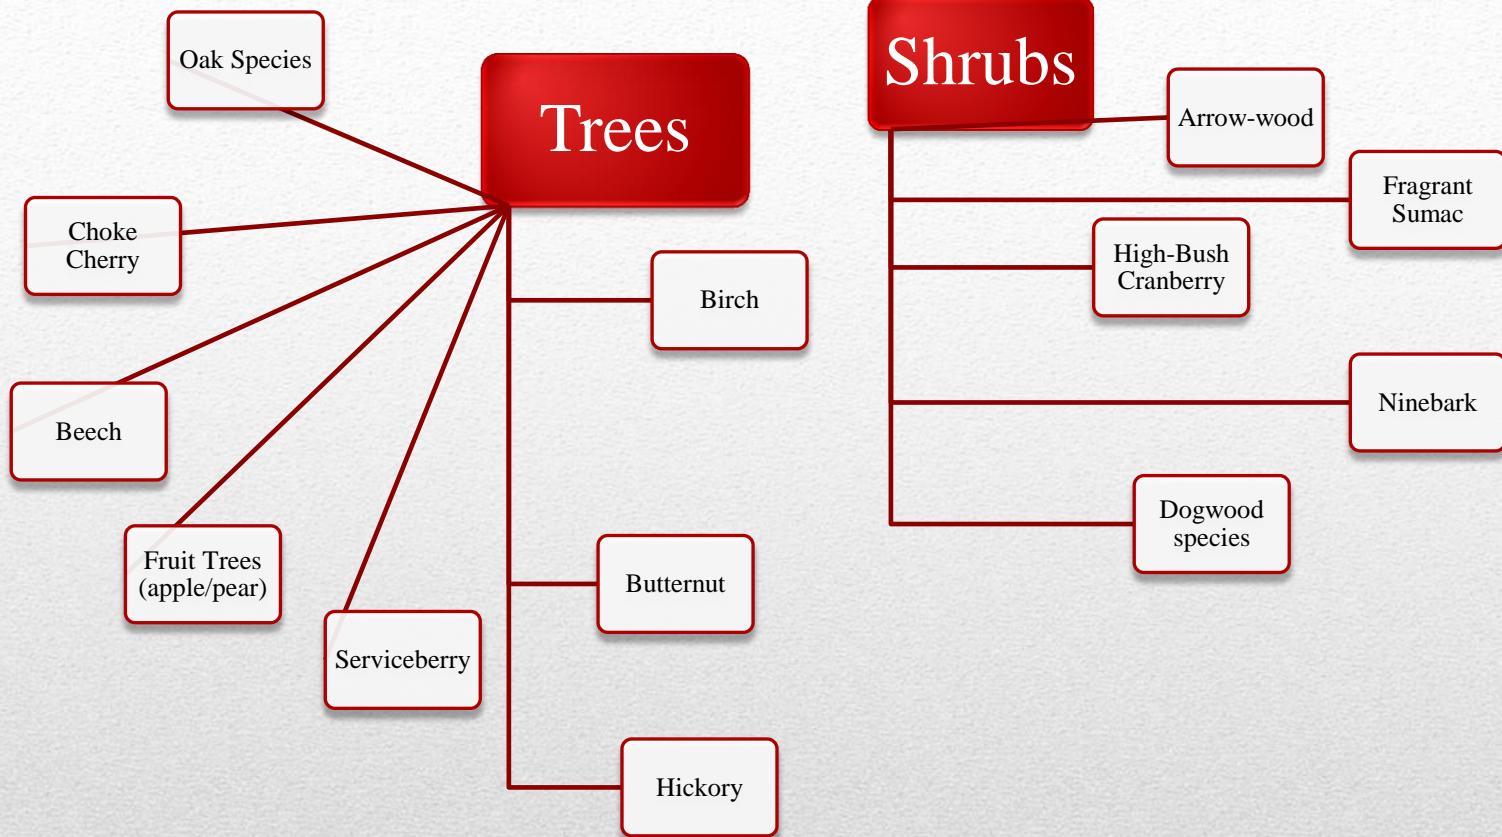 Trees
Oak Species
Choke
Cherry
Beech
Fruit Trees
(apple/pear)
Serviceberry
Birch
Butternut
Hickory
Shrubs
Arrow-wood
Fragrant
Sumac
High-Bush
Cranberry
Ninebark
Dogwood
species